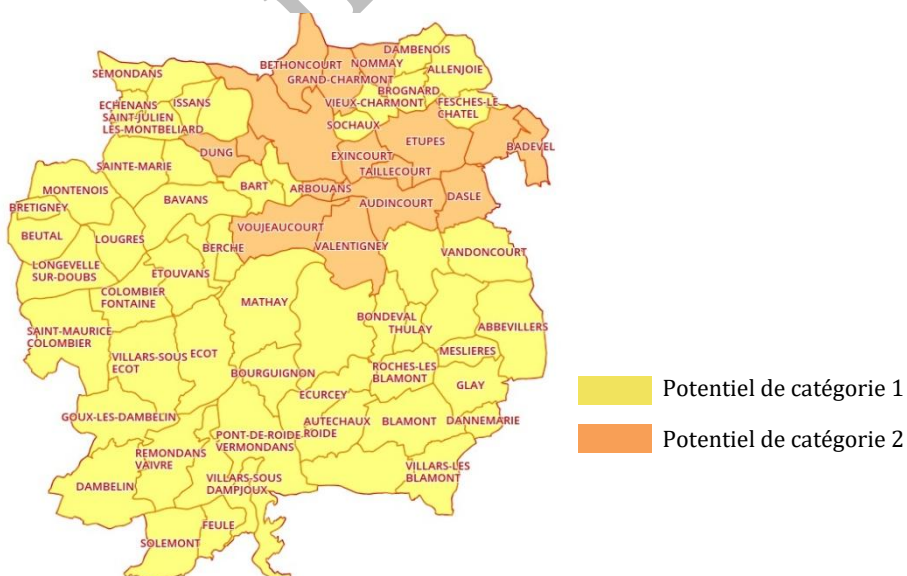 DAMBENOIS
BETHONCOURT
NOMMAY
SEMONDANS
GRAND-CHARMONT
ALLENJOIE
BROGNARD
ECHENANS
ISSANS
VIEUX-CHARMONT
FESCHES-LE
CHATEL
SAINT-JULIEN
LES-MONTBELIARD
SOCHAUX
ETUPES
BADEVEL
DUNG
EXINCOURT
SAINTE-MARIE
TAILLECOURT
MONTENOIS
BART
ARBOUANS
BAVANS
DASLE
BRETIGNEY
AUDINCOURT
BEUTAL
LOUGRES
VOUJEAUCOURT
BERCHE
VALENTIGNEY
VANDONCOURT
LONGEVELLE
SUR-DOUBS
ETOUVANS
COLOMBIER
FONTAINE
MATHAY
SAINT-MAURICE
COLOMBIER
BONDEVAL
THULAY
ABBEVILLERS
VILLARS-SOUS
ECOT
ECOT
MESLIERES
BOURGUIGNON
ROCHES-LES
BLAMONT
GLAY
Potentiel de catégorie 1
ECURCEY
GOUX-LES-DAMBELIN
AUTECHAUX
ROIDE
BLAMONT
DANNEMARIE
PONT-DE-ROIDE
VERMONDANS
Potentiel de catégorie 2
REMONDANS
VAIVRE
VILLARS-LES
BLAMONT
DAMBELIN
VILLARS-SOUS
DAMPJOUX
FEULE
SOLEMONT